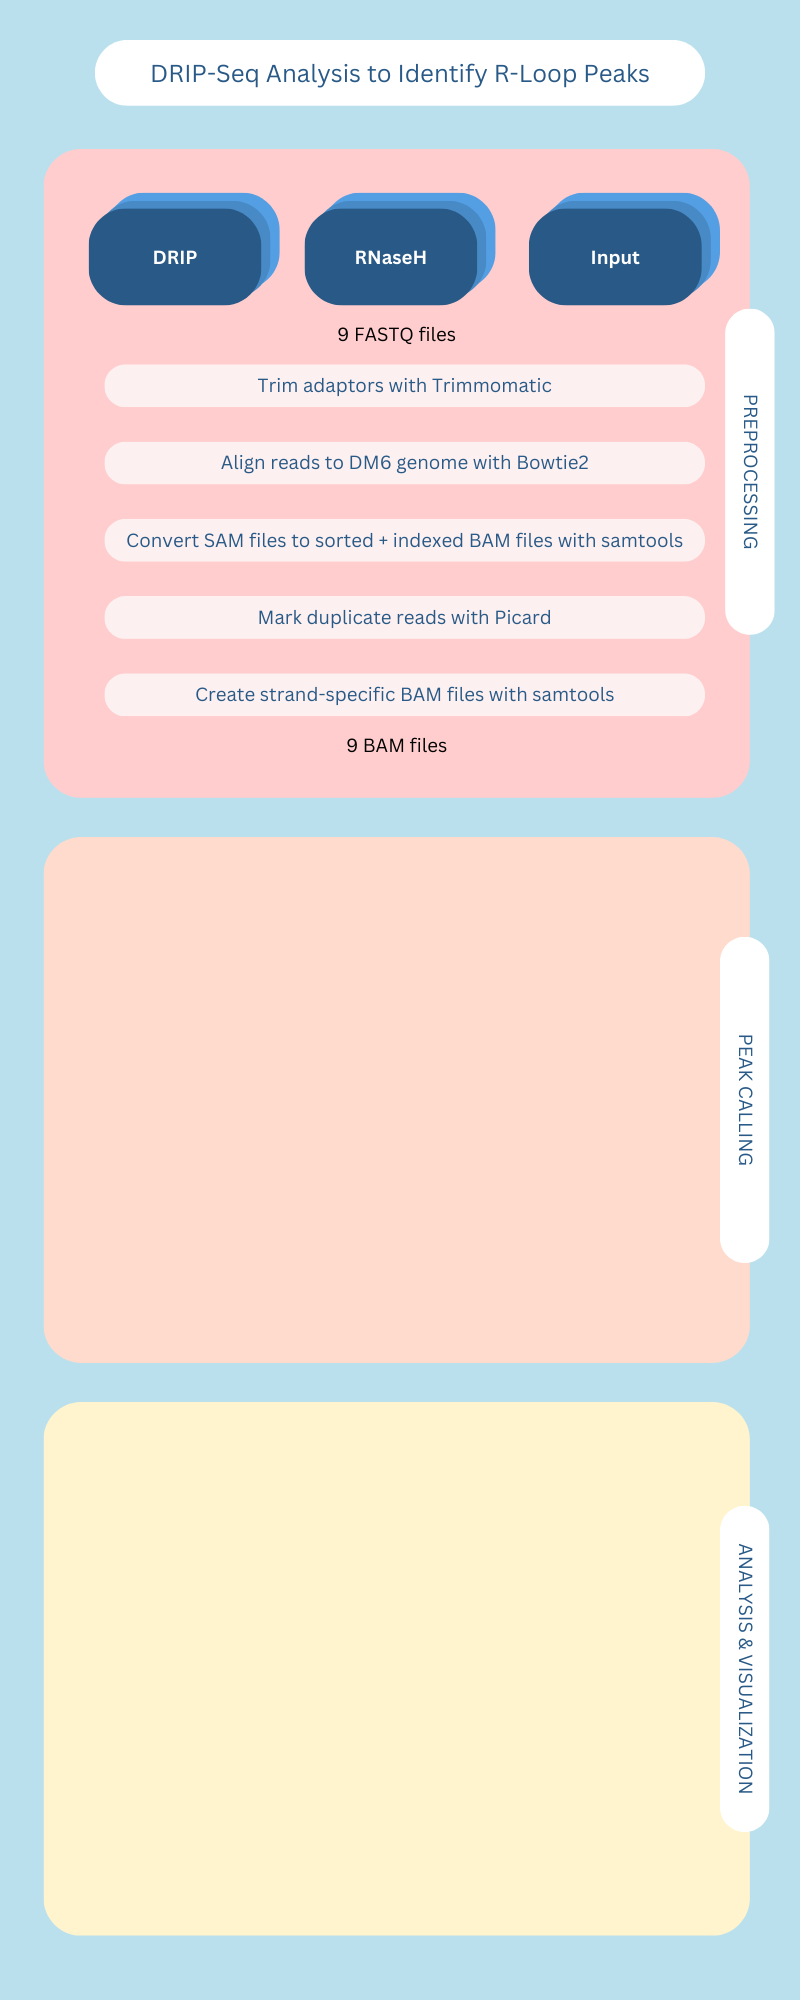 DRIP-Seq Analysis to Identify R-Loop Peaks
DRIP
RNaseH
Input
9 FASTQ files
Trim adaptors with Trimmomatic
Align reads to DM6 genome with Bowtie2
Convert SAM files to sorted + indexed BAM files with samtools
Mark duplicate reads with Picard
Create strand-specific BAM files with samtools
9 BAM files
PREPROCESSING
PEAK CALLING
ANALYSIS & VISUALIZATION